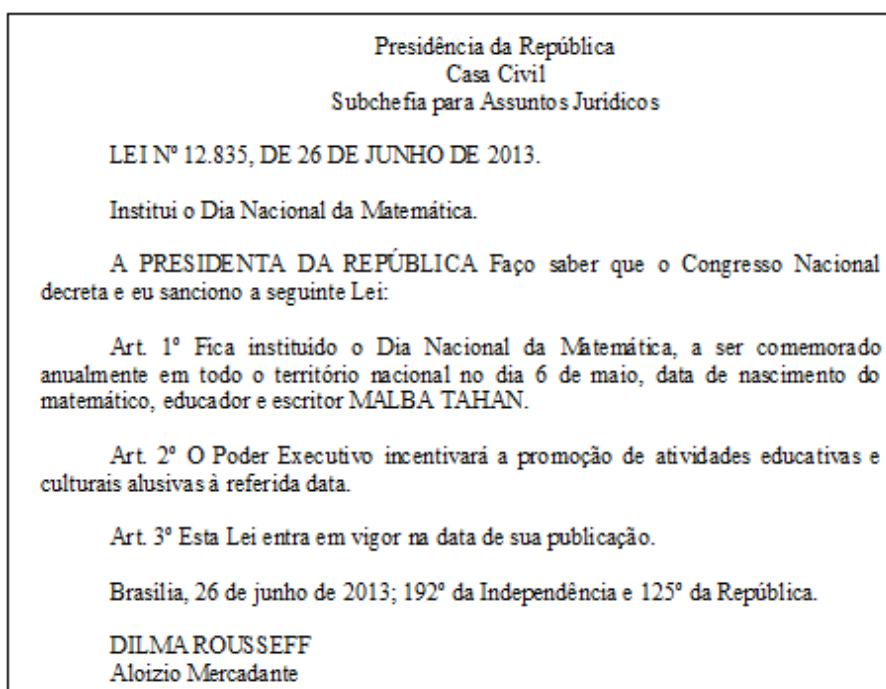 Presidência da República
Casa Civil
Subchefia para Assuntos Jurídicos
LEI Nº 12.835, DE 26 DE JUNHO DE 2013.
Institui o Dia Nacional da Matemática.
A PRESIDENTA DA REPÚBLICA Faço saber que o Congresso Nacional
decreta e eu sanciono a seguinte Lei:
Art. 1º Fica instituído o Dia Nacional da Matemática, a ser comemorado
anualmente em todo o território nacional no dia 6 de maio, data de nascimento do
matemático, educador e escritor MALBA TAHAN.
Art. 2º O Poder Executivo incentivará a promoção de atividades educativas e
culturais alusivas à referida data.
Art. 3º Esta Lei entra em vigor na data de sua publicação.
Brasília, 26 de junho de 2013; 192º da Independência e 125º da República.
DILMA ROUSSEFF
Aloizio Mercadante